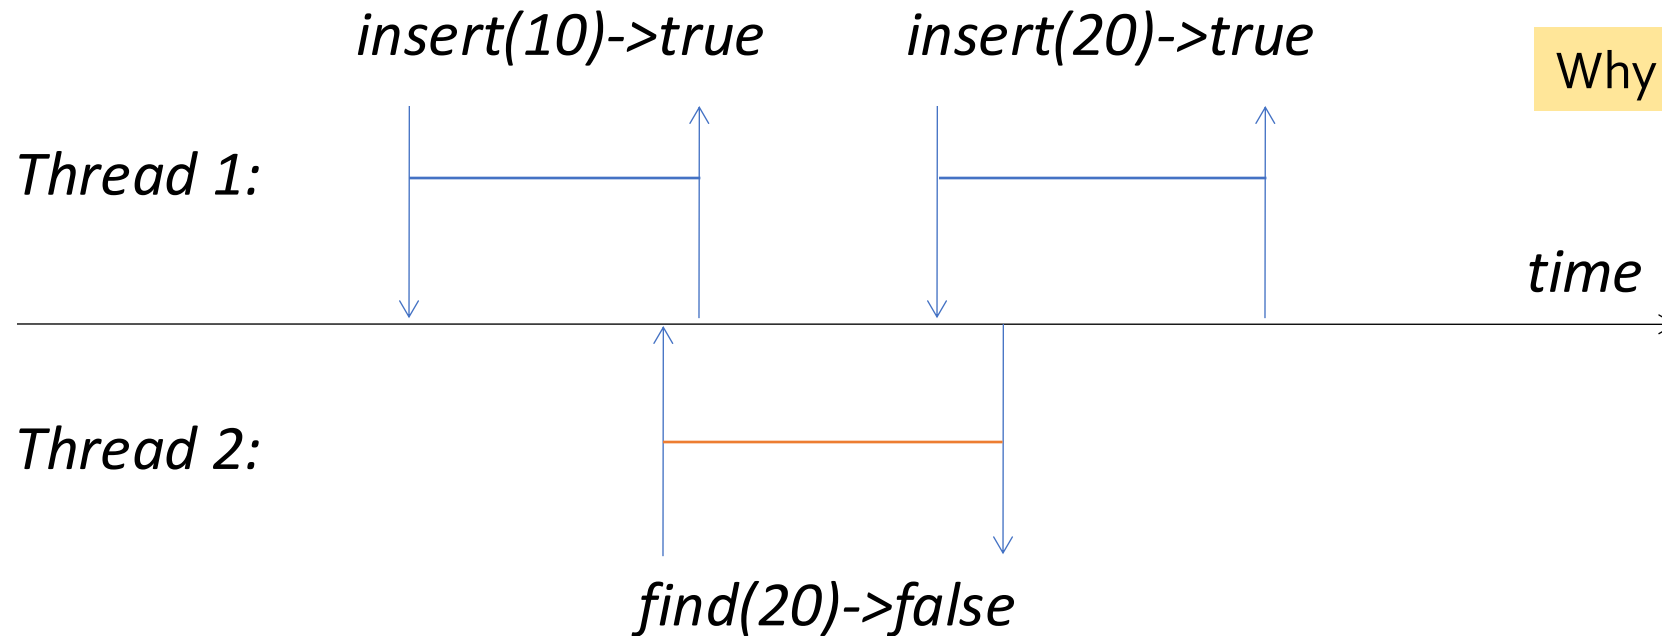 insert(10)->true
insert(20)->true
Why
Thread 1:
time
Thread 2:
find(20)->false